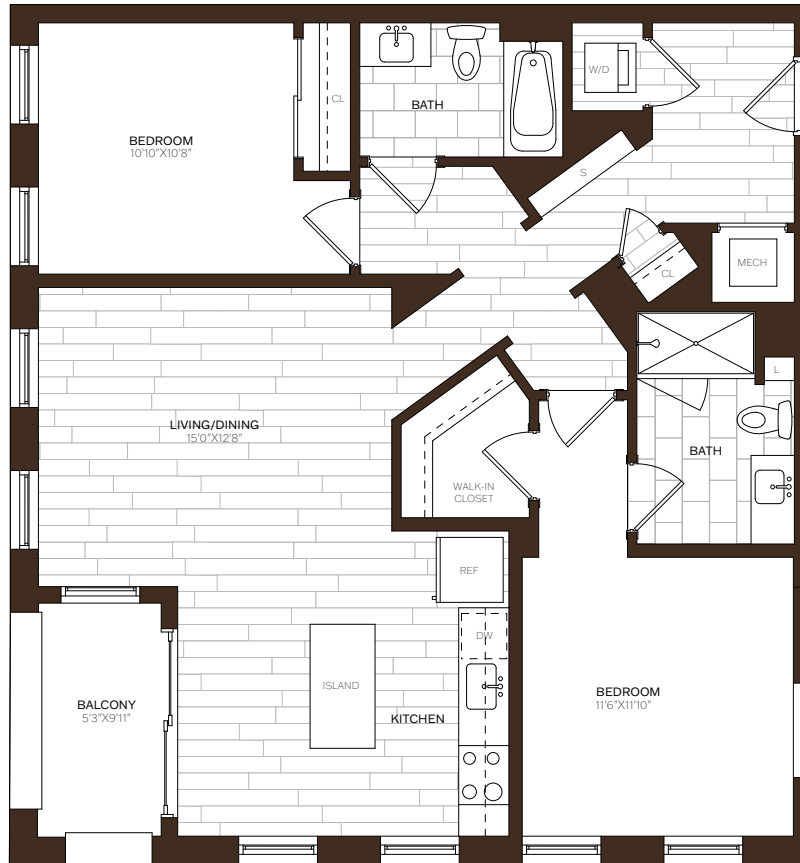 BEDROOM
10'10"X10'8"
CL
BATH
W/D
S
CL
MECH
L
LIVING/DINING
15'0"X12'8"
WALK-IN
CLOSET
BATH
REF
DW
ISLAND
KITCHEN
BALCONY
5'3"X9'11"
BEDROOM
11'6"X11'10"